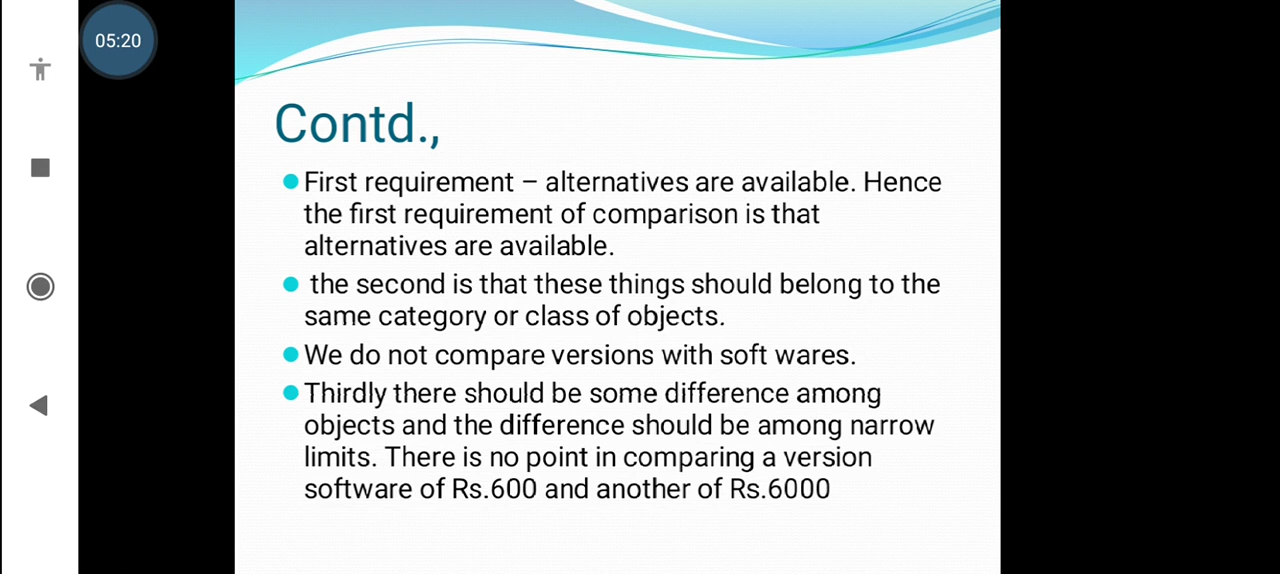 05:20
Contd.,
First requirement – alternatives are available. Hence
the first requirement of comparison is that
alternatives are available.
the second is that these things should belong to the
same category or class of objects.
We do not compare versions with soft wares.
Thirdly there should be some difference among
objects and the difference should be among narrow
limits. There is no point in comparing a version
software of Rs.600 and another of Rs.6000